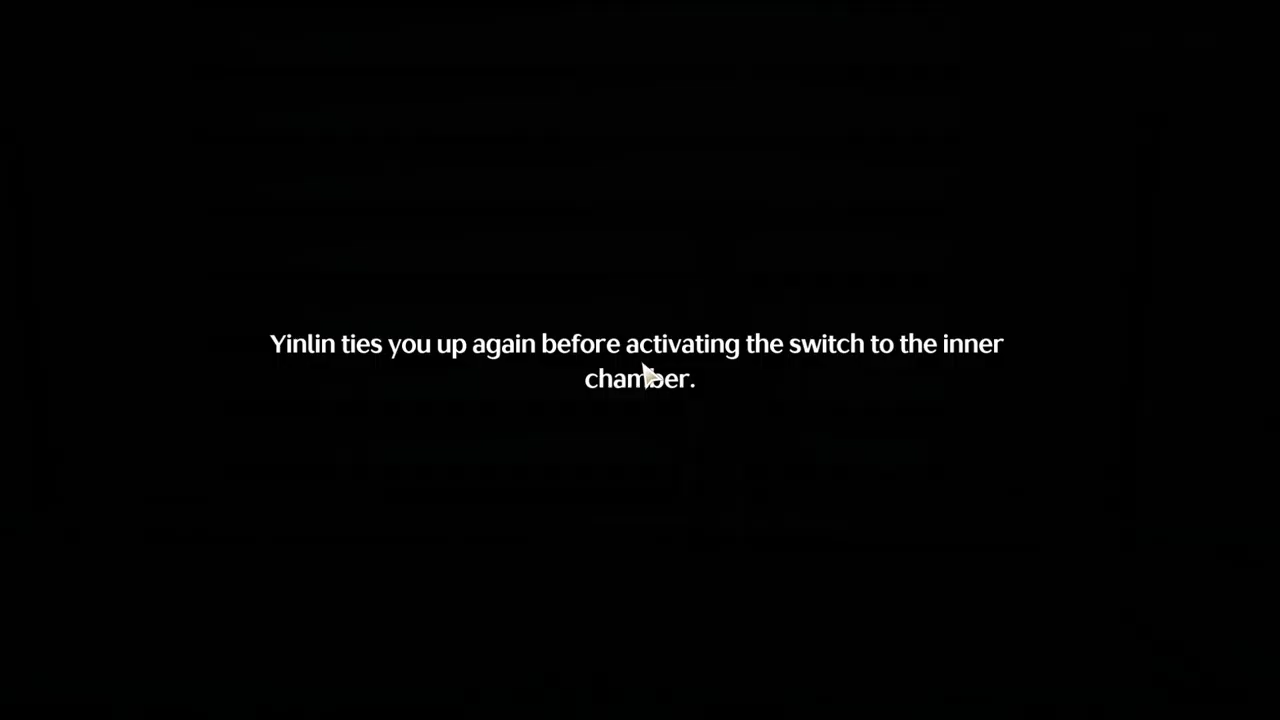 Yinlin ties you up again before activating the switch to the inner
chamber.